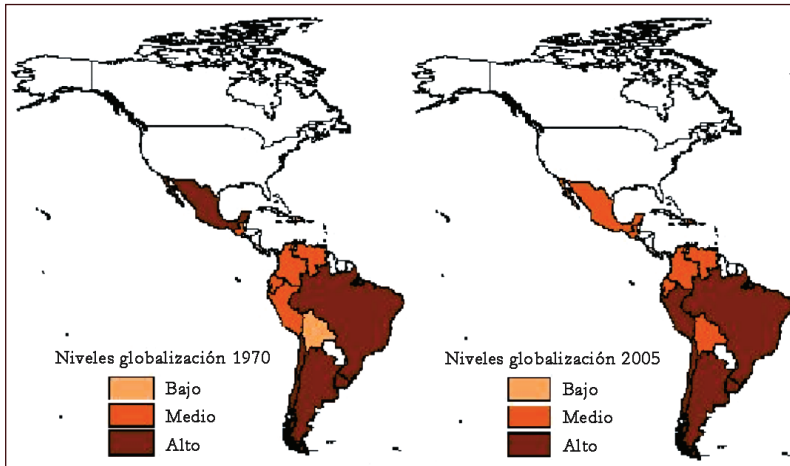 Niveles globalización 1970
Bajo
Medio
Alto
Niveles globalización 2005
Bajo
Medio
Alto